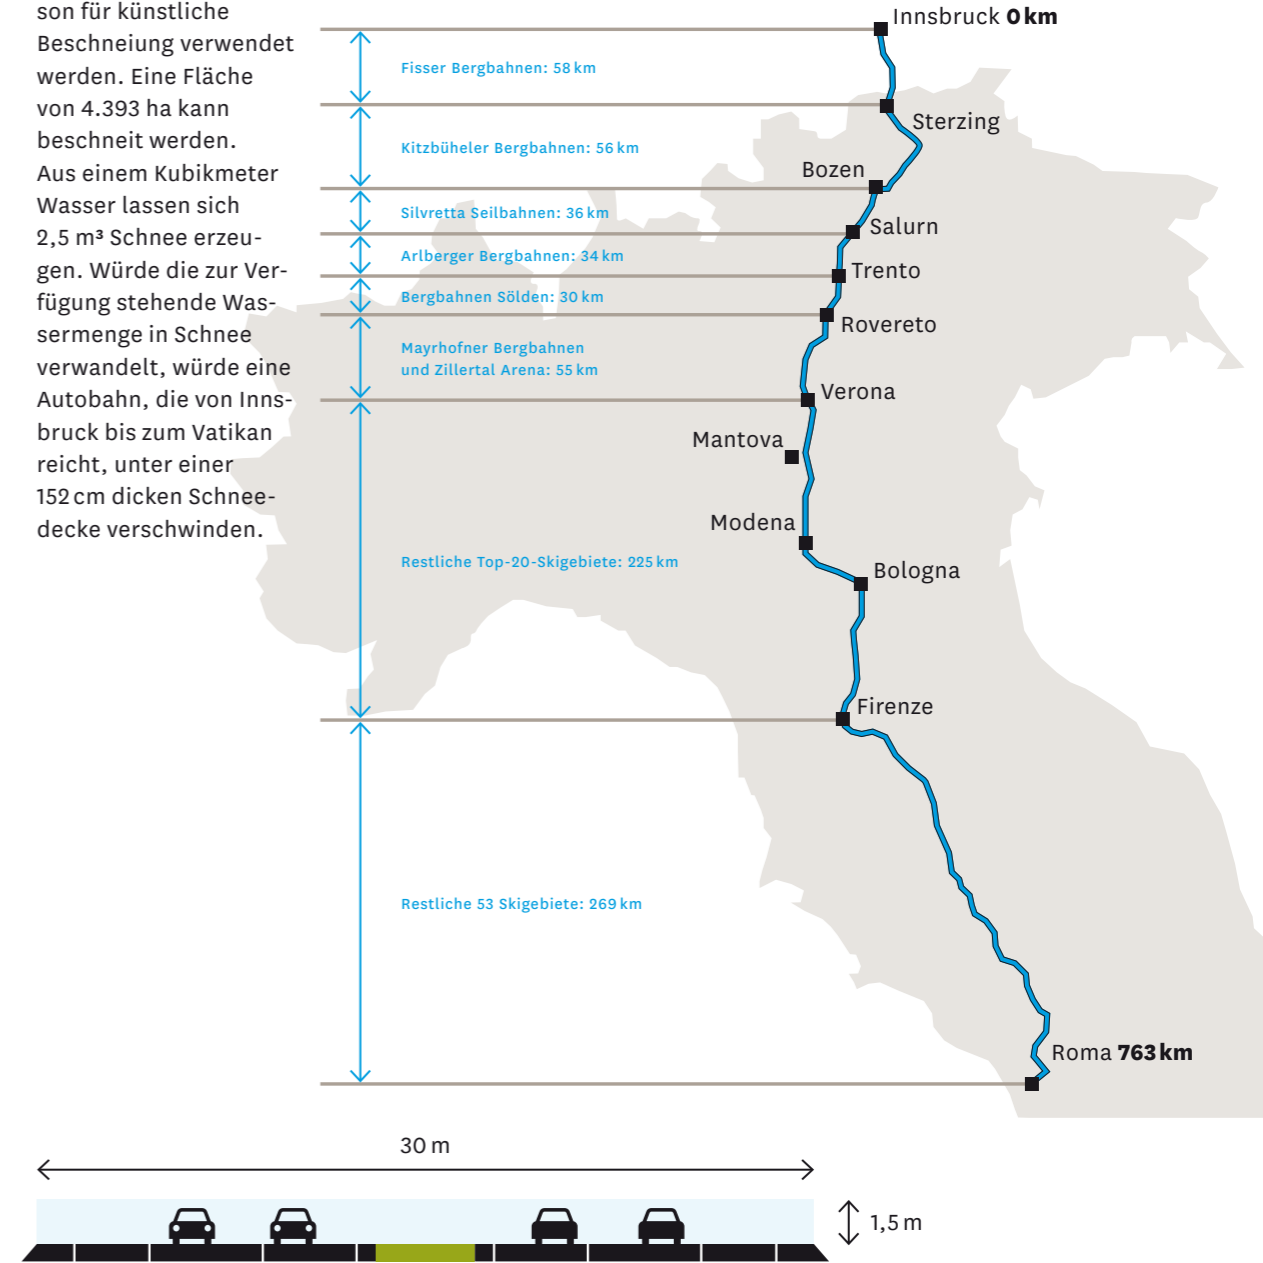 son für künstliche
Beschneiung verwendet
werden. Eine Fläche
von 4.393 ha kann
beschneit werden.
Aus einem Kubikmeter
Wasser lassen sich
2,5 m³ Schnee erzeu-
gen. Würde die zur Ver-
fügung stehende Was-
sermenge in Schnee
verwandelt, würde eine
Autobahn, die von Inns-
bruck bis zum Vatikan
reicht, unter einer
152 cm dicken Schnee-
decke verschwinden.
Innsbruck 0 km
Fisser Bergbahnen: 58 km
Sterzing
Kitzbüheler Bergbahnen: 56 km
Bozen
Silvretta Seilbahnen: 36 km
Salurn
Arlberger Bergbahnen: 34 km
Trento
Bergbahnen Sölden: 30 km
Rovereto
Mayrhofner Bergbahnen
und Zillertal Arena: 55 km
Verona
Mantova
Modena
Restliche Top-20-Skigebiete: 225 km
Bologna
Firenze
Restliche 53 Skigebiete: 269 km
Roma 763 km
30 m
1,5 m